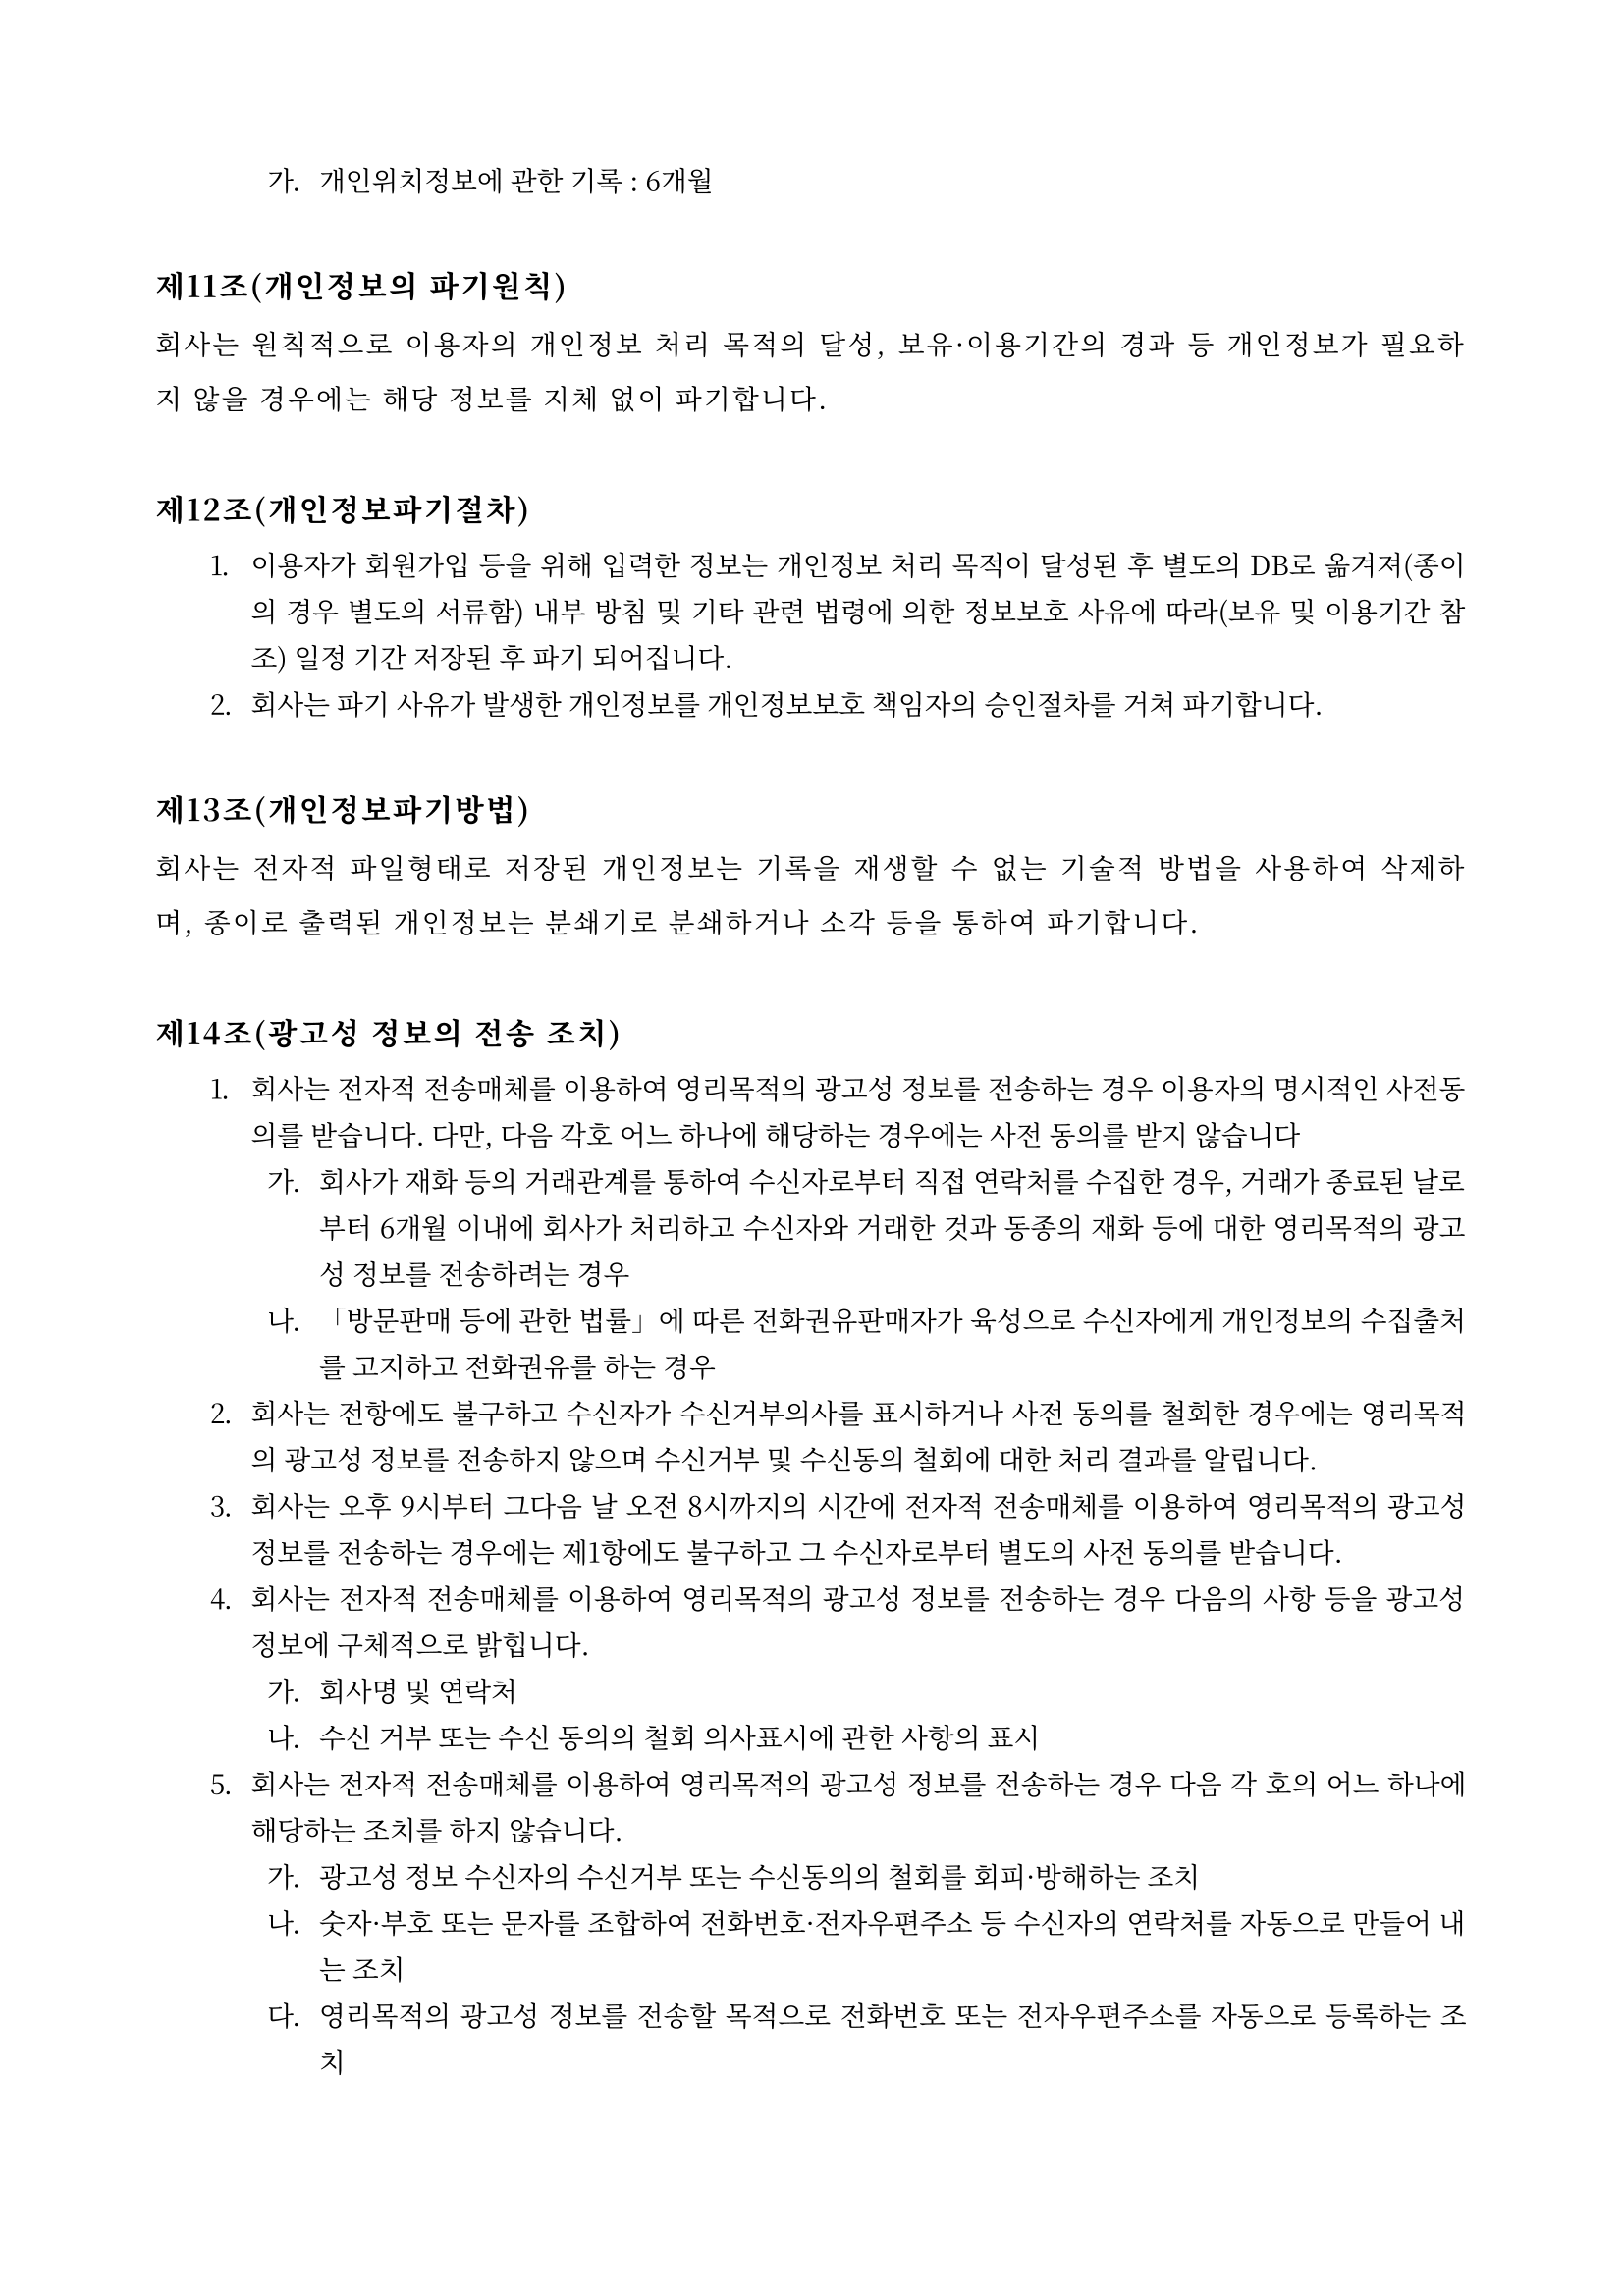 가. 개인위치정보에 관한 기록 : 6개월
제11조(개인정보의 파기원칙)
회사는 원칙적으로 이용자의 개인정보 처리 목적의 달성, 보유·이용기간의 경과 등 개인정보가 필요하
지 않을 경우에는 해당 정보를 지체 없이 파기합니다.
제12조(개인정보파기절차)
1. 이용자가 회원가입 등을 위해 입력한 정보는 개인정보 처리 목적이 달성된 후 별도의 DB로 옮겨져(종이
의 경우 별도의 서류함) 내부 방침 및 기타 관련 법령에 의한 정보보호 사유에 따라(보유 및 이용기간 참
조) 일정 기간 저장된 후 파기 되어집니다.
2. 회사는 파기 사유가 발생한 개인정보를 개인정보보호 책임자의 승인절차를 거쳐 파기합니다.
제13조(개인정보파기방법)
회사는 전자적 파일형태로 저장된 개인정보는 기록을 재생할 수 없는 기술적 방법을 사용하여 삭제하
며, 종이로 출력된 개인정보는 분쇄기로 분쇄하거나 소각 등을 통하여 파기합니다.
제14조(광고성 정보의 전송 조치)
1. 회사는 전자적 전송매체를 이용하여 영리목적의 광고성 정보를 전송하는 경우 이용자의 명시적인 사전동
의를 받습니다. 다만, 다음 각호 어느 하나에 해당하는 경우에는 사전 동의를 받지 않습니다
가. 회사가 재화 등의 거래관계를 통하여 수신자로부터 직접 연락처를 수집한 경우, 거래가 종료된 날로
부터 6개월 이내에 회사가 처리하고 수신자와 거래한 것과 동종의 재화 등에 대한 영리목적의 광고
성 정보를 전송하려는 경우
나. 「방문판매 등에 관한 법률」에 따른 전화권유판매자가 육성으로 수신자에게 개인정보의 수집출처
를 고지하고 전화권유를 하는 경우
2. 회사는 전항에도 불구하고 수신자가 수신거부의사를 표시하거나 사전 동의를 철회한 경우에는 영리목적
의 광고성 정보를 전송하지 않으며 수신거부 및 수신동의 철회에 대한 처리 결과를 알립니다.
3. 회사는 오후 9시부터 그다음 날 오전 8시까지의 시간에 전자적 전송매체를 이용하여 영리목적의 광고성
정보를 전송하는 경우에는 제1항에도 불구하고 그 수신자로부터 별도의 사전 동의를 받습니다.
4. 회사는 전자적 전송매체를 이용하여 영리목적의 광고성 정보를 전송하는 경우 다음의 사항 등을 광고성
정보에 구체적으로 밝힙니다.
가. 회사명 및 연락처
나. 수신 거부 또는 수신 동의의 철회 의사표시에 관한 사항의 표시
5. 회사는 전자적 전송매체를 이용하여 영리목적의 광고성 정보를 전송하는 경우 다음 각 호의 어느 하나에
해당하는 조치를 하지 않습니다.
가. 광고성 정보 수신자의 수신거부 또는 수신동의의 철회를 회피·방해하는 조치
나. 숫자·부호 또는 문자를 조합하여 전화번호·전자우편주소 등 수신자의 연락처를 자동으로 만들어 내
는 조치
다. 영리목적의 광고성 정보를 전송할 목적으로 전화번호 또는 전자우편주소를 자동으로 등록하는 조
치